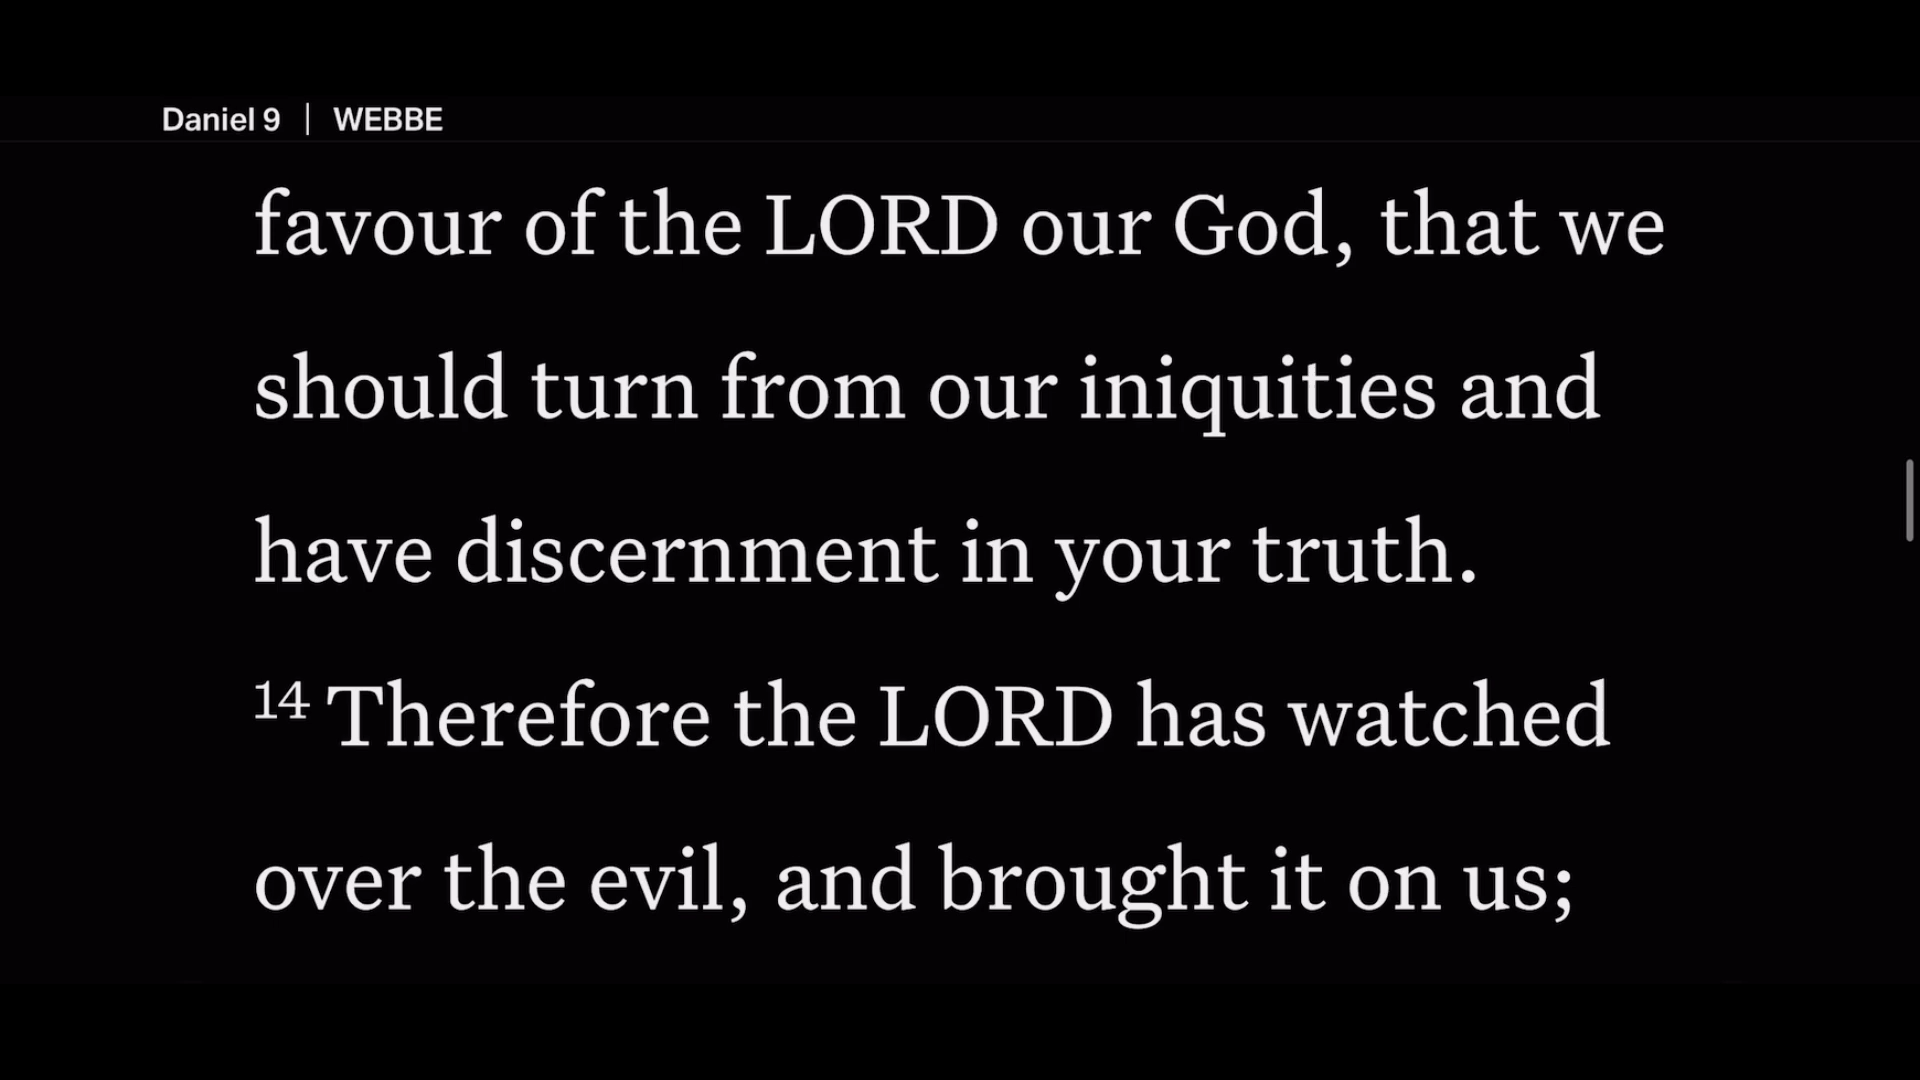 Daniel 9 | WEBBE
favour of the LORD our God, that we
should turn from our iniquities and
have discernment in your truth.
14 Therefore the LORD has watched
over the evil, and brought it on us;